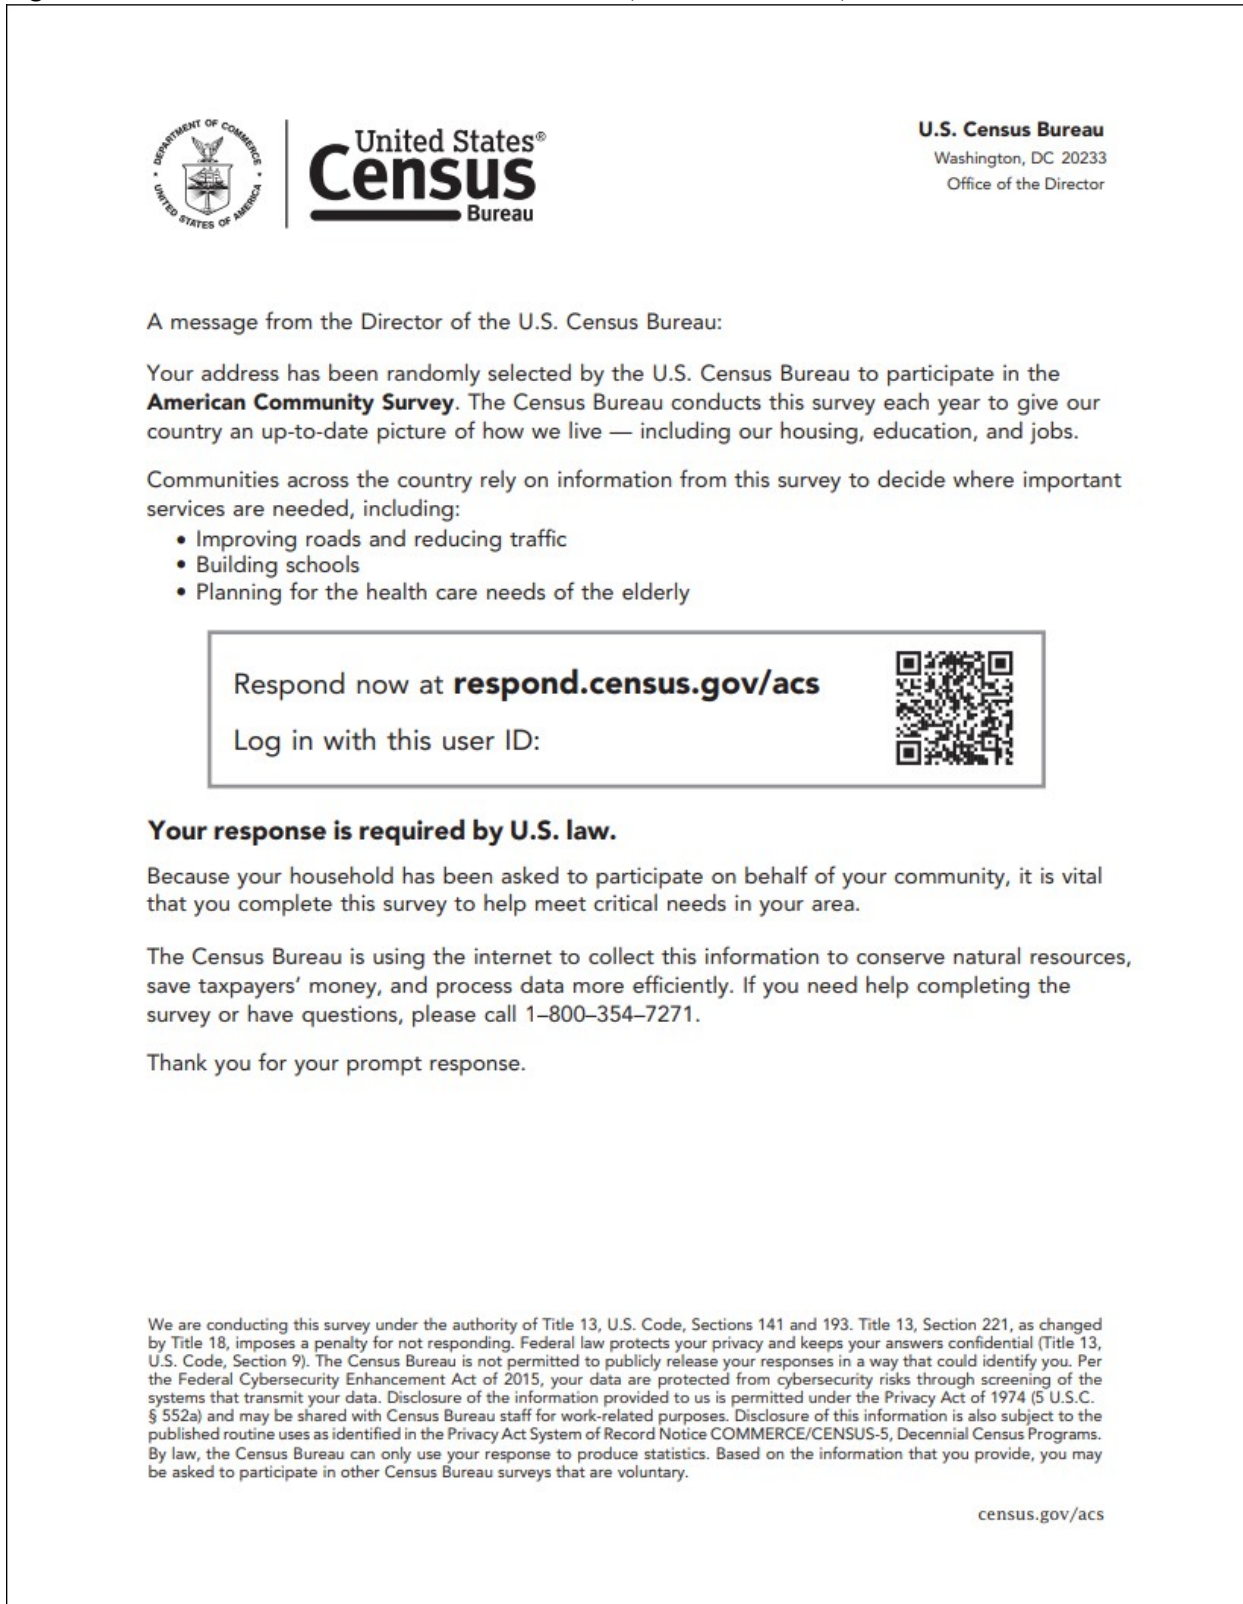 DEPARTMENT OF COMMERCE
UNITED STATES OF AMERICA
United States®
Census
Bureau
U.S. Census Bureau
Washington, DC 20233
Office of the Director
A message from the Director of the U.S. Census Bureau:
Your address has been randomly selected by the U.S. Census Bureau to participate in the
American Community Survey. The Census Bureau conducts this survey each year to give our
country an up-to-date picture of how we live — including our housing, education, and jobs.
Communities across the country rely on information from this survey to decide where important
services are needed, including:
• Improving roads and reducing traffic
• Building schools
• Planning for the health care needs of the elderly
Respond now at respond.census.gov/acs
Log in with this user ID:
Your response is required by U.S. law.
Because your household has been asked to participate on behalf of your community, it is vital
that you complete this survey to help meet critical needs in your area.
The Census Bureau is using the internet to collect this information to conserve natural resources,
save taxpayers’ money, and process data more efficiently. If you need help completing the
survey or have questions, please call 1–800–354–7271.
Thank you for your prompt response.
We are conducting this survey under the authority of Title 13, U.S. Code, Sections 141 and 193. Title 13, Section 221, as changed
by Title 18, imposes a penalty for not responding. Federal law protects your privacy and keeps your answers confidential (Title 13,
U.S. Code, Section 9). The Census Bureau is not permitted to publicly release your responses in a way that could identify you. Per
the Federal Cybersecurity Enhancement Act of 2015, your data are protected from cybersecurity risks through screening of the
systems that transmit your data. Disclosure of the information provided to us is permitted under the Privacy Act of 1974 (5 U.S.C.
§ 552a) and may be shared with Census Bureau staff for work-related purposes. Disclosure of this information is also subject to the
published routine uses as identified in the Privacy Act System of Record Notice COMMERCE/CENSUS-5, Decennial Census Programs.
By law, the Census Bureau can only use your response to produce statistics. Based on the information that you provide, you may
be asked to participate in other Census Bureau surveys that are voluntary.
census.gov/acs